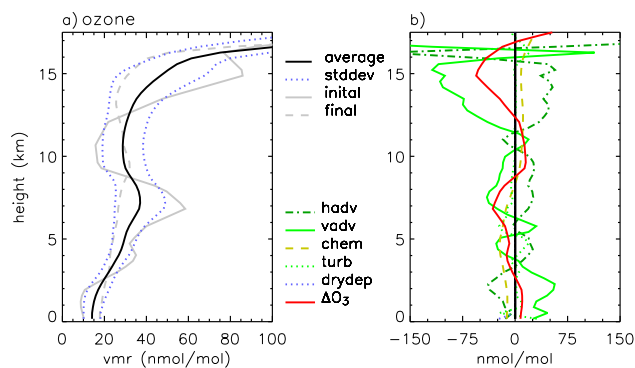 a) ozone
b)
15
10
5
0
height (km)
0 20 40 60 80 100
vmr (nmol/mol)
average
stddev
inital
final
hadv
vadv
chem
turb
drydep
ΔO₃
15
10
5
0
−150 −75 0 75 150
nmol/mol